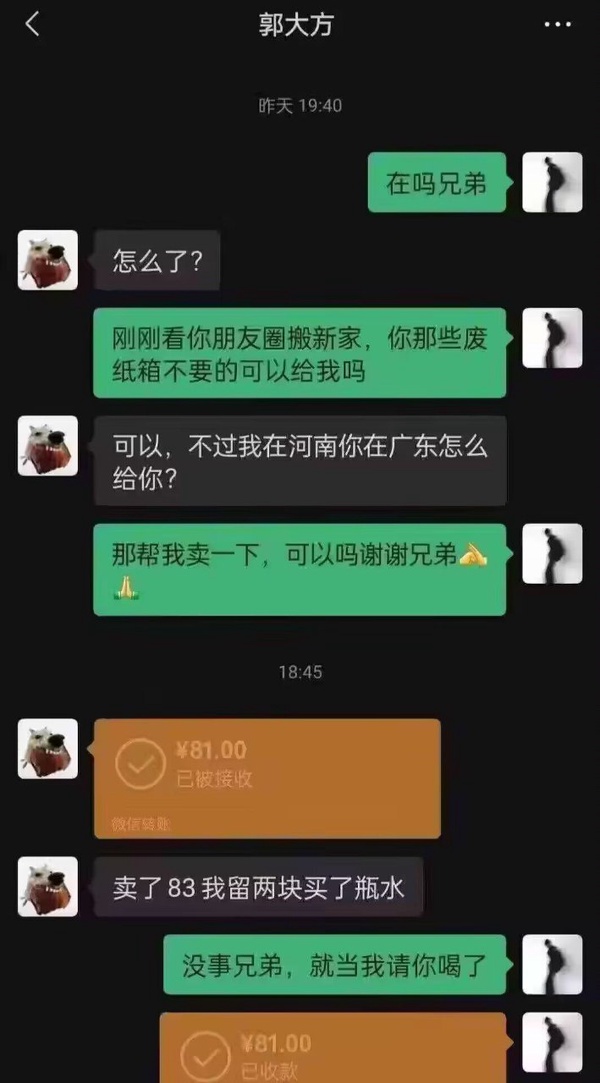 郭大方
昨天 19:40
在吗兄弟
怎么了？
刚刚看你朋友圈搬新家，你那些废
纸箱不要的可以给我吗
可以，不过我在河南你在广东怎么
给你？
那帮我卖一下，可以吗谢谢兄弟👌
🙏
18:45
¥81.00
已被接收
微信转账
卖了83我留两块买了瓶水
没事兄弟，就当我请你喝了
¥81.00
已收款